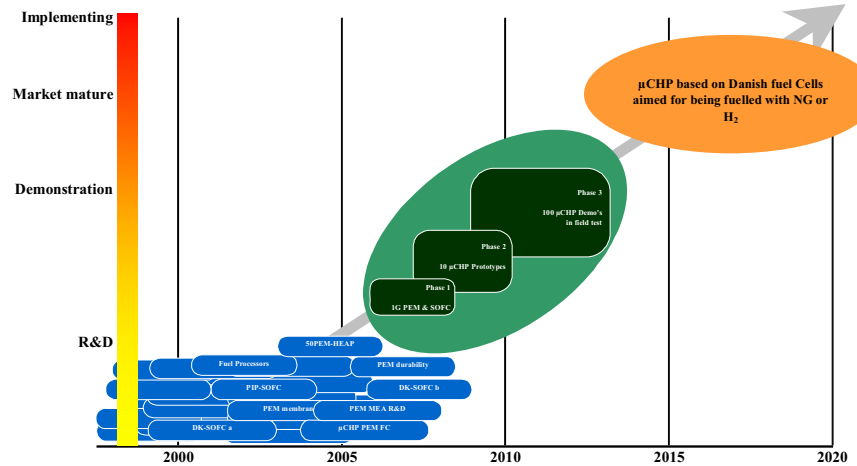 Implementing
Market mature
Demonstration
R&D
µCHP based on Danish fuel Cells
aimed for being fuelled with NG or
H₂
Phase 3
100 µCHP Demo's
in field test
Phase 2
10 µCHP Prototypes
Phase 1
1G PEM & SOFC
50PEM-HEAP
Fuel Processors
PEM durability
PIP-SOFC
DK-SOFC b
PEM membran
PEM MEA R&D
DK-SOFC a
µCHP PEM FC
2000
2005
2010
2015
2020